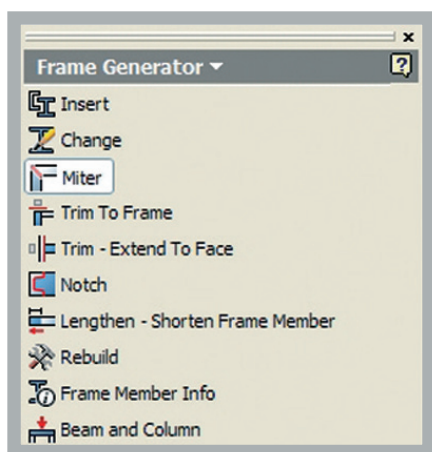 Frame Generator
Insert
Change
Miter
Trim To Frame
Trim - Extend To Face
Notch
Lengthen - Shorten Frame Member
Rebuild
Frame Member Info
Beam and Column